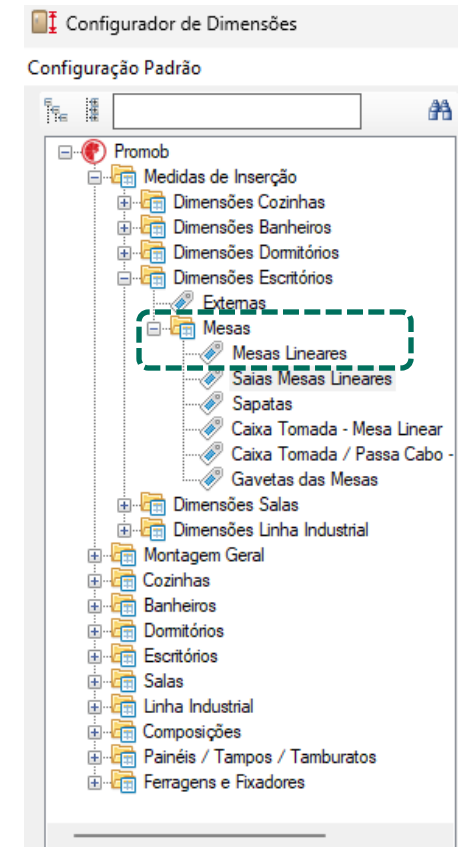 Configurador de Dimensões
Configuração Padrão
Promob
Medidas de Inserção
Dimensões Cozinhas
Dimensões Banheiros
Dimensões Dormitórios
Dimensões Escritórios
Externas
Mesas
Mesas Lineares
Saias Mesas Lineares
Sapatas
Caixa Tomada - Mesa Linear
Caixa Tomada / Passa Cabo -
Gavetas das Mesas
Dimensões Salas
Dimensões Linha Industrial
Montagem Geral
Cozinhas
Banheiros
Dormitórios
Escritórios
Salas
Linha Industrial
Composições
Painéis / Tampos / Tamburatos
Ferragens e Fixadores